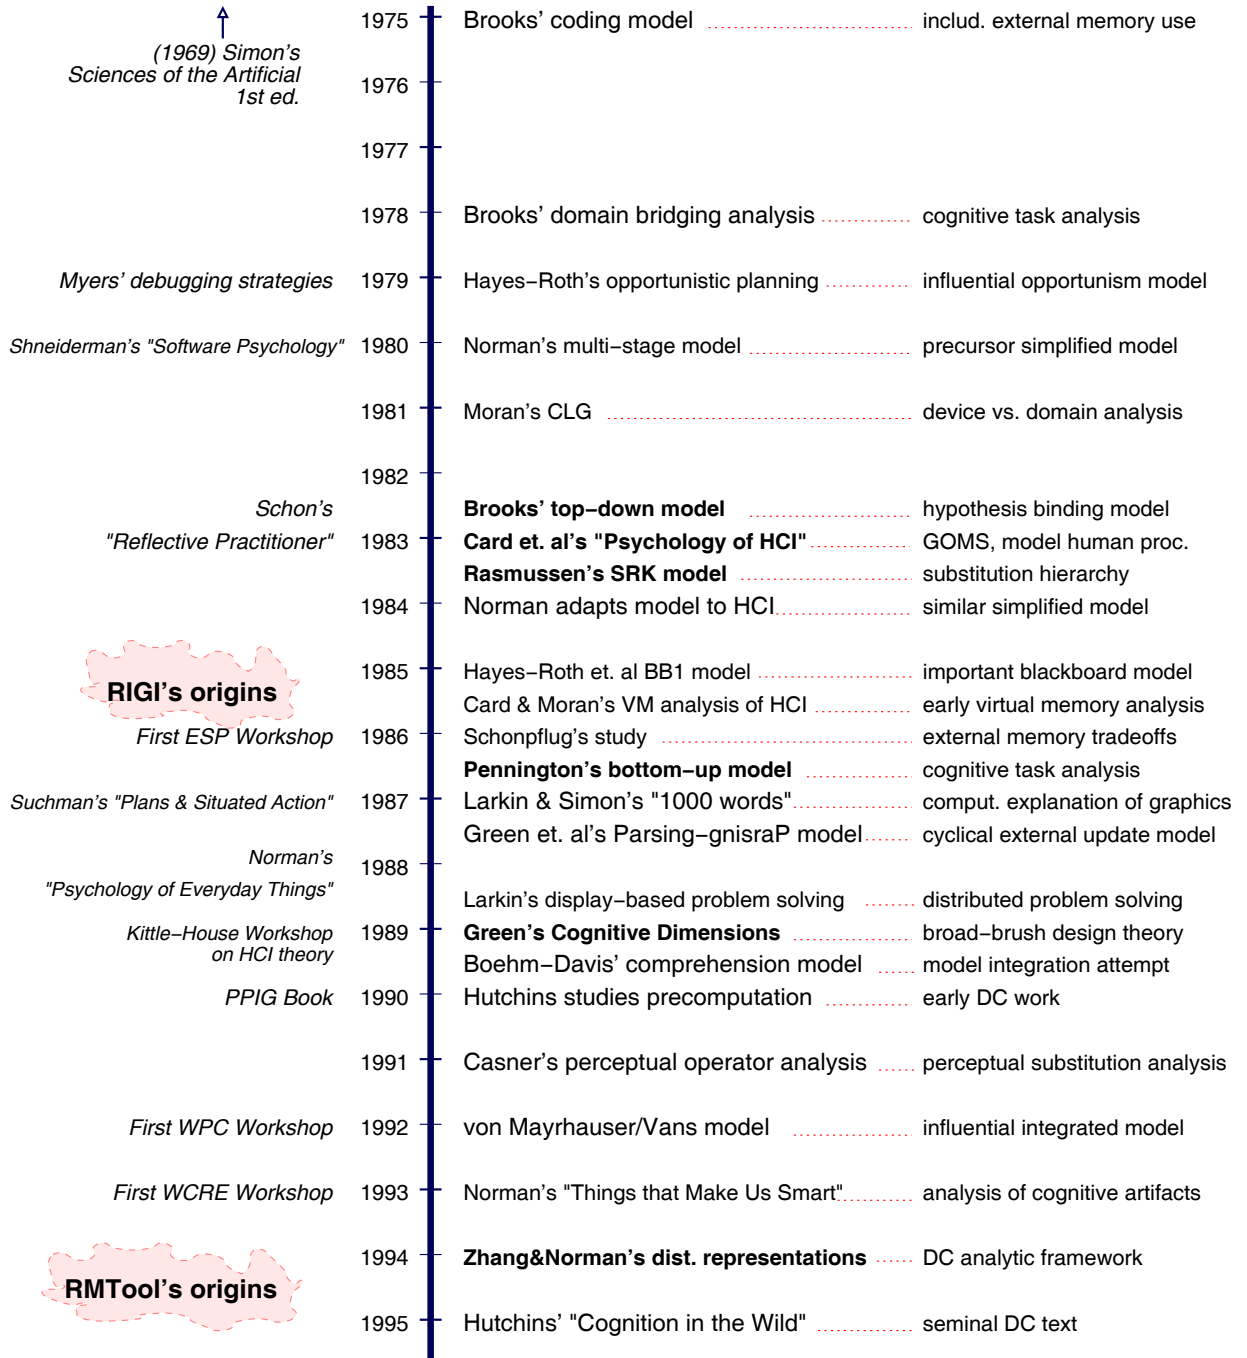 1975 Brooks' coding model includ. external memory use
(1969) Simon's
Sciences of the Artificial
1st ed.
1976
1977
1978 Brooks' domain bridging analysis cognitive task analysis
Myers' debugging strategies 1979 Hayes−Roth's opportunistic planning influential opportunism model
Shneiderman's "Software Psychology" 1980 Norman's multi−stage model precursor simplified model
1981 Moran's CLG device vs. domain analysis
1982
Schon's Brooks' top−down model hypothesis binding model
"Reflective Practitioner" 1983 Card et. al's "Psychology of HCI" GOMS, model human proc.
Rasmussen's SRK model substitution hierarchy
1984 Norman adapts model to HCI similar simplified model
RIGI's origins
1985 Hayes−Roth et. al BB1 model important blackboard model
Card & Moran's VM analysis of HCI early virtual memory analysis
First ESP Workshop 1986 Schonpflug's study external memory tradeoffs
Pennington's bottom−up model cognitive task analysis
Suchman's "Plans & Situated Action" 1987 Larkin & Simon's "1000 words" comput. explanation of graphics
Green et. al's Parsing−gnisraP model cyclical external update model
Norman's 1988
"Psychology of Everyday Things"
Larkin's display−based problem solving distributed problem solving
Kittle−House Workshop 1989 Green's Cognitive Dimensions broad−brush design theory
on HCI theory
Boehm−Davis' comprehension model model integration attempt
PPIG Book 1990 Hutchins studies precomputation early DC work
1991 Casner's perceptual operator analysis perceptual substitution analysis
First WPC Workshop 1992 von Mayrhauser/Vans model influential integrated model
First WCRE Workshop 1993 Norman's "Things that Make Us Smart" analysis of cognitive artifacts
1994 Zhang&Norman's dist. representations DC analytic framework
RMTool's origins
1995 Hutchins' "Cognition in the Wild" seminal DC text